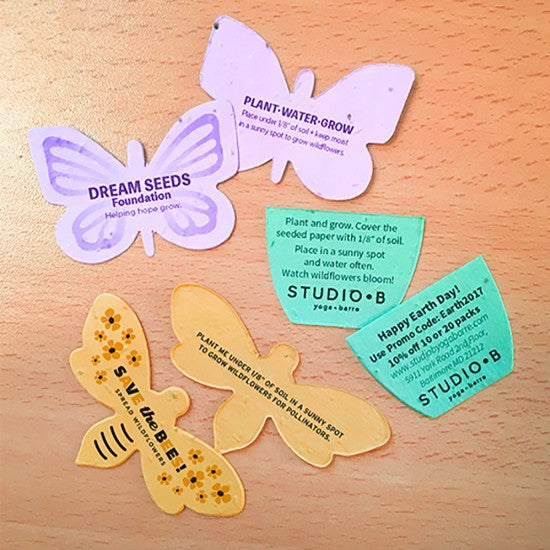 PLANT•WATER•GROW
Place under 1/8" of soil + keep moist
in a sunny spot to grow wildflowers.
DREAM SEEDS
Foundation
Helping hope grow.
Plant and grow. Cover the
seeded paper with 1/8" of soil.
Place in a sunny spot
and water often.
Watch wildflowers bloom!
STUDIO•B
yoga • barre
Happy Earth Day!
Use Promo Code: Earth2017
10% off 10 or 20 packs
www.studiobyogabarre.com
5911 York Road 2nd Floor,
Baltimore MD 21212
STUDIO•B
yoga • barre
PLANT ME UNDER 1/8" OF SOIL IN A SUNNY SPOT
TO GROW WILDFLOWERS FOR POLLINATORS.
SAVE the BEES!
SPREAD WILDFLOWERS